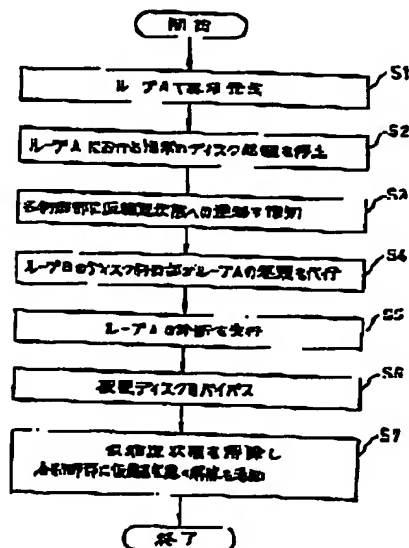 開始
S1
ループAで異常発生
S2
ループAにおける通常のディスク処理を停止
S3
各制御部に仮縮退状態への遷移を通知
S4
ループBのディスク制御部がループAの処理を代行
S5
ループAの診断を実行
S6
被疑ディスクをバイパス
S7
仮縮退状態を解除し
各制御部に仮縮退状態の解除を通知
終了